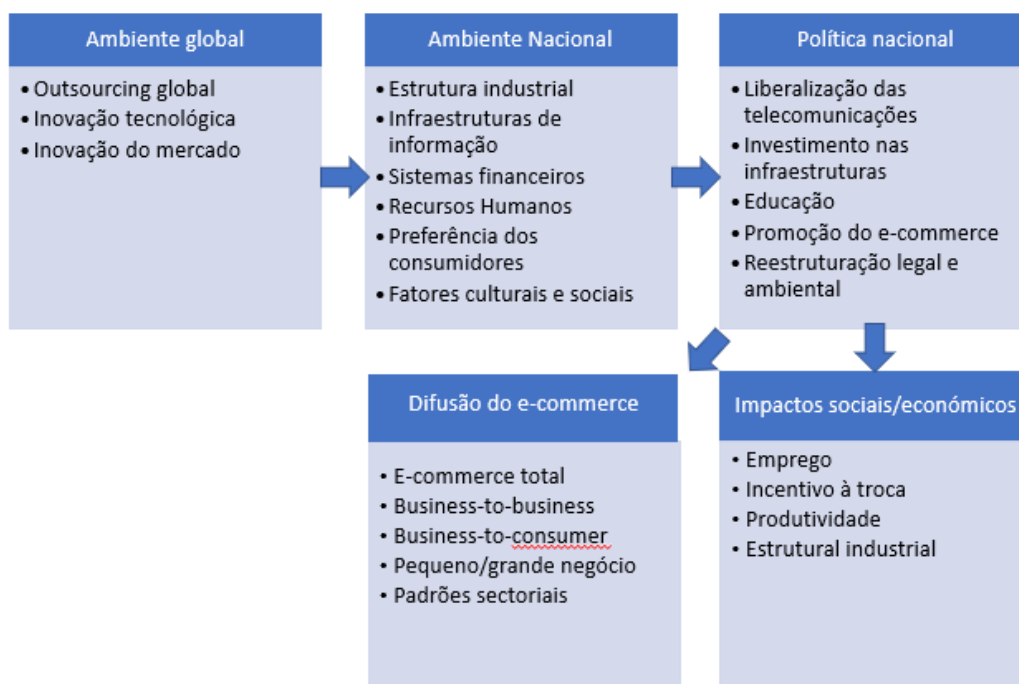 Ambiente global
• Outsourcing global
• Inovação tecnológica
• Inovação do mercado
Ambiente Nacional
• Estrutura industrial
• Infraestruturas de
informação
• Sistemas financeiros
• Recursos Humanos
• Preferência dos
consumidores
• Fatores culturais e sociais
Política nacional
• Liberalização das
telecomunicações
• Investimento nas
infraestruturas
• Educação
• Promoção do e-commerce
• Reestruturação legal e
ambiental
Difusão do e-commerce
• E-commerce total
• Business-to-business
• Business-to-consumer
• Pequeno/grande negócio
• Padrões sectoriais
Impactos sociais/económicos
• Emprego
• Incentivo à troca
• Produtividade
• Estrutural industrial